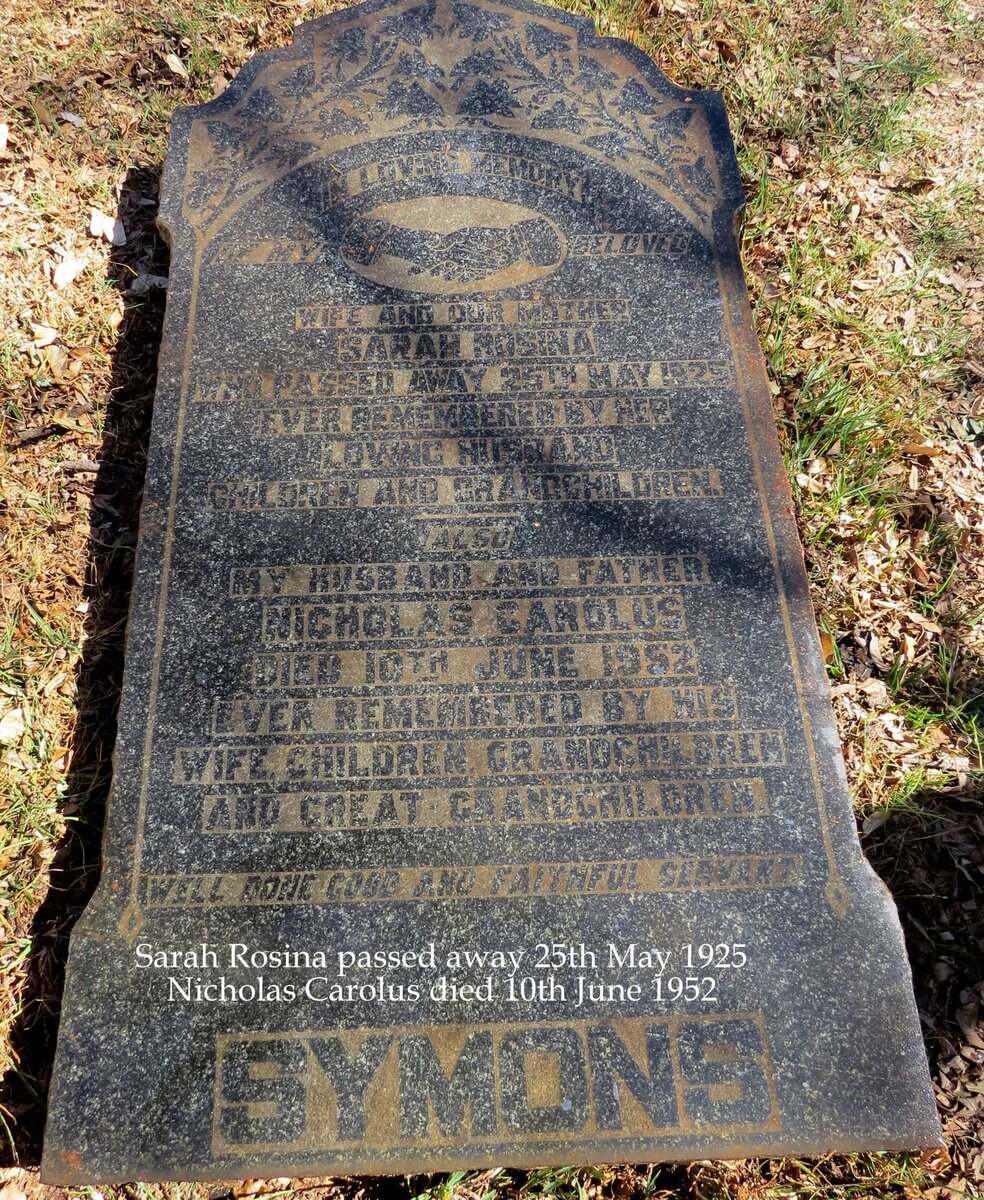 IN LOVING MEMORY
OF MY BELOVED
WIFE AND OUR MOTHER
SARAH ROSINA
WHO PASSED AWAY 25TH MAY 1925
EVER REMEMBERED BY HER
LOVING HUSBAND
CHILDREN AND GRANDCHILDREN.
ALSO
MY HUSBAND AND FATHER
NICHOLAS CAROLUS
DIED 10TH JUNE 1952
EVER REMEMBERED BY HIS
WIFE, CHILDREN, GRANDCHILDREN
AND GREAT-GRANDCHILDREN
WELL DONE GOOD AND FAITHFUL SERVANT
Sarah Rosina passed away 25th May 1925
Nicholas Carolus died 10th June 1952
SYMONS